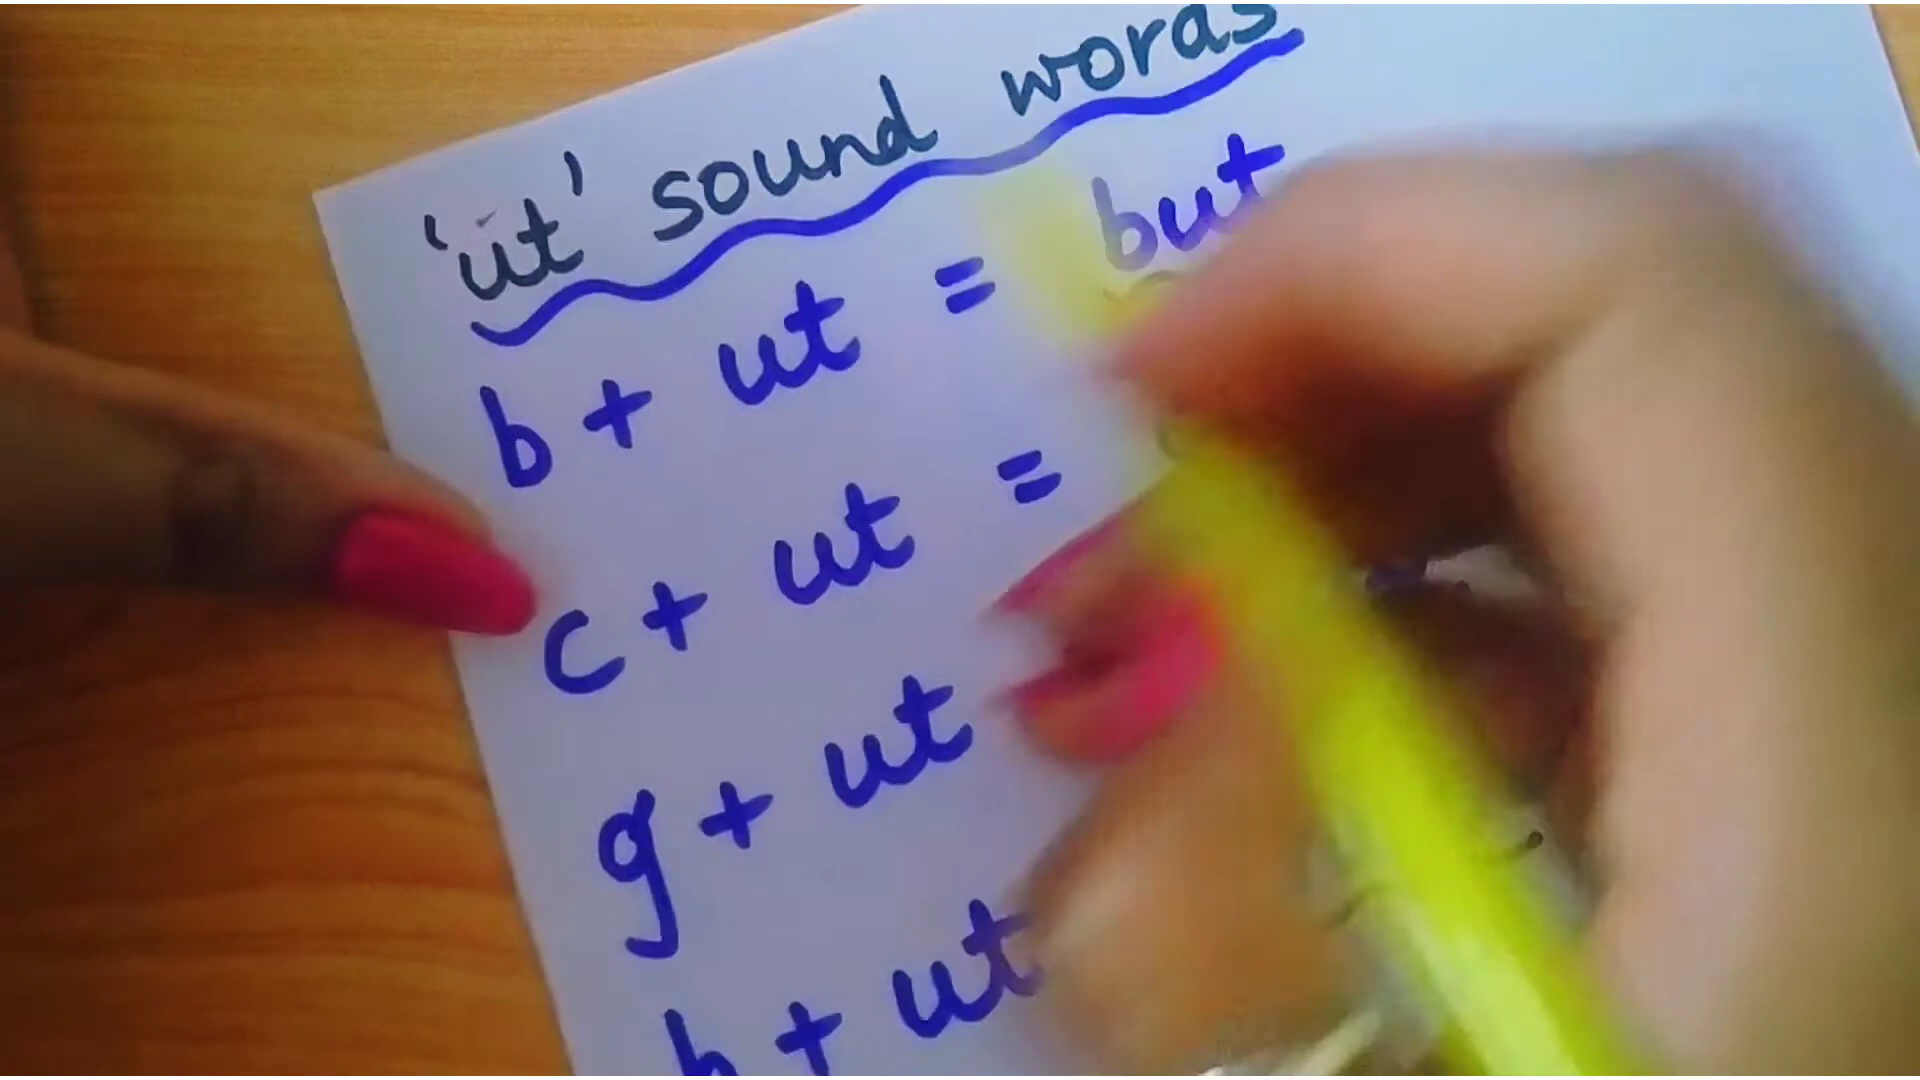 'ut' sound words
b + ut = but
c + ut =
g + ut
h + ut